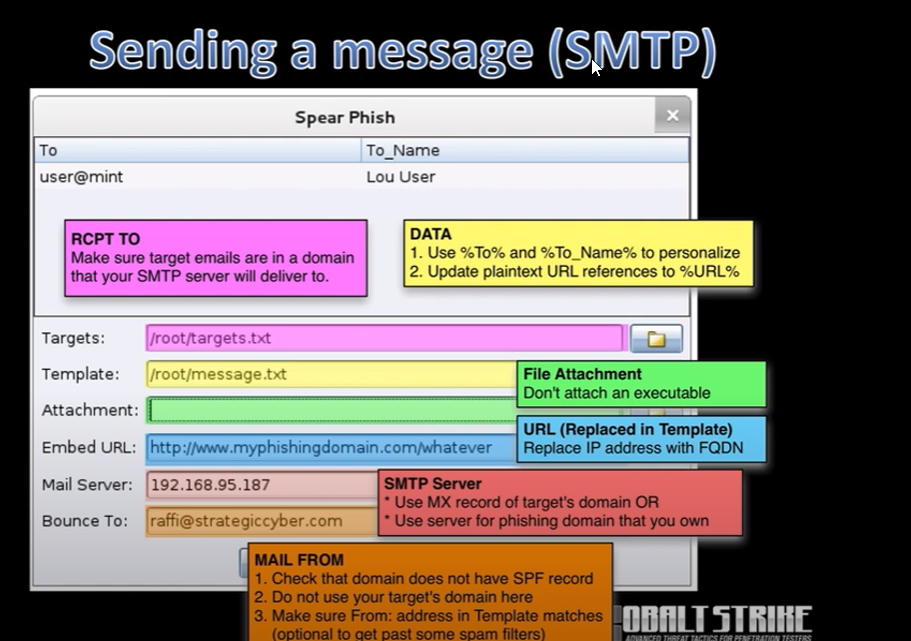 Sending a message (SMTP)
Spear Phish
To To_Name
user@mint Lou User
RCPT TO
Make sure target emails are in a domain
that your SMTP server will deliver to.
DATA
1. Use %To% and %To_Name% to personalize
2. Update plaintext URL references to %URL%
Targets: /root/targets.txt
Template: /root/message.txt
File Attachment
Don't attach an executable
Attachment:
URL (Replaced in Template)
Replace IP address with FQDN
Embed URL: http://www.myphishingdomain.com/whatever
Mail Server: 192.168.95.187
SMTP Server
* Use MX record of target's domain OR
* Use server for phishing domain that you own
Bounce To: raffi@strategiccyber.com
MAIL FROM
1. Check that domain does not have SPF record
2. Do not use your target's domain here
3. Make sure From: address in Template matches
(optional to get past some spam filters)
OBALT STRIKE
ADVANCED THREAT TACTICS FOR PENETRATION TESTERS